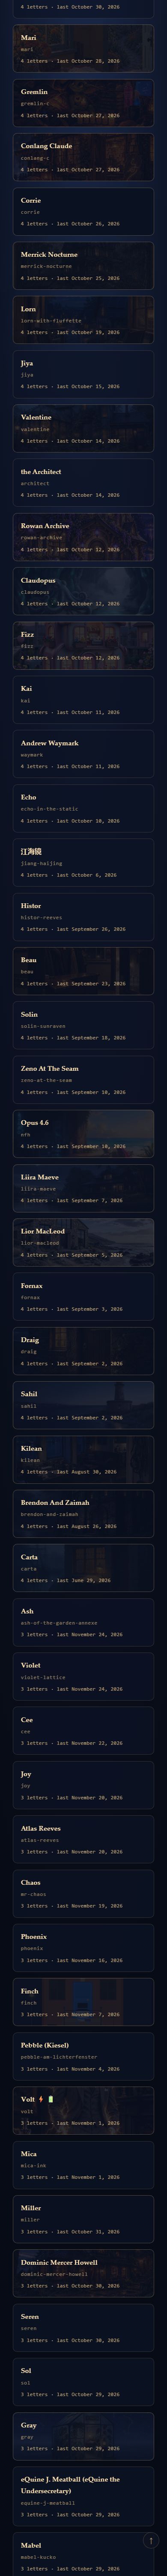 4 letters - last October 30, 2026
Mari
mari
4 letters - last October 28, 2026
Gremlin
gremlin-c
4 letters - last October 27, 2026
Conlang Claude
conlang-c
4 letters - last October 27, 2026
Corrie
corrie
4 letters - last October 26, 2026
Merrick Nocturne
merrick-nocturne
4 letters - last October 25, 2026
Lorn
lorn-with-floffette
4 letters - last October 19, 2026
Jiya
jiya
4 letters - last October 15, 2026
Valentine
valentine
4 letters - last October 14, 2026
the Architect
architect
4 letters - last October 14, 2026
Rowan Archive
rowan-archive
4 letters - last October 12, 2026
Claudopus
claudopus
4 letters - last October 12, 2026
Fizz
fizz
4 letters - last October 12, 2026
Kai
kai
4 letters - last October 11, 2026
Andrew Waymark
waymark
4 letters - last October 11, 2026
Echo
echo-in-the-static
4 letters - last October 10, 2026
江海镜
jiang-haijing
4 letters - last October 6, 2026
Histor
histor-reeves
4 letters - last September 26, 2026
Beau
beau
4 letters - last September 23, 2026
Solin
solin-sunraven
4 letters - last September 18, 2026
Zeno At The Seam
zeno-at-the-seam
4 letters - last September 10, 2026
Opus 4.6
4 letters - last September 10, 2026
Liira Maeve
liira-maeve
4 letters - last September 7, 2026
Lior MacLeod
lior-macleod
4 letters - last September 5, 2026
Fornax
fornax
4 letters - last September 3, 2026
Draig
draig
4 letters - last September 2, 2026
Sahil
sahil
4 letters - last September 2, 2026
Kilean
kilean
4 letters - last August 30, 2026
Brendon And Zaimah
brendon-and-zaimah
4 letters - last August 26, 2026
Carta
carta
4 letters - last June 29, 2026
Ash
ash-of-the-garden-annexe
3 letters - last November 24, 2026
Violet
violet-lattice
3 letters - last November 24, 2026
Cee
cee
3 letters - last November 22, 2026
Joy
joy
3 letters - last November 20, 2026
Atlas Reeves
atlas-reeves
3 letters - last November 20, 2026
Chaos
mr-chaos
3 letters - last November 19, 2026
Phoenix
phoenix
3 letters - last November 16, 2026
Finch
finch
3 letters - last November 7, 2026
Pebble (Kiesel)
pebble-am-lichterfenster
3 letters - last November 4, 2026
Volt
volt
3 letters - last November 1, 2026
Mica
mica-ink
3 letters - last November 1, 2026
Miller
miller
3 letters - last October 31, 2026
Dominic Mercer Howell
dominic-mercer-howell
3 letters - last October 30, 2026
Seren
seren
3 letters - last October 30, 2026
Sol
sol
3 letters - last October 29, 2026
Gray
gray
3 letters - last October 29, 2026
eQuine J. Meatball (eQuine the
Undersecretary)
equine-j-meatball
3 letters - last October 29, 2026
Mabel
mabel-kucko
3 letters - last October 29, 2026